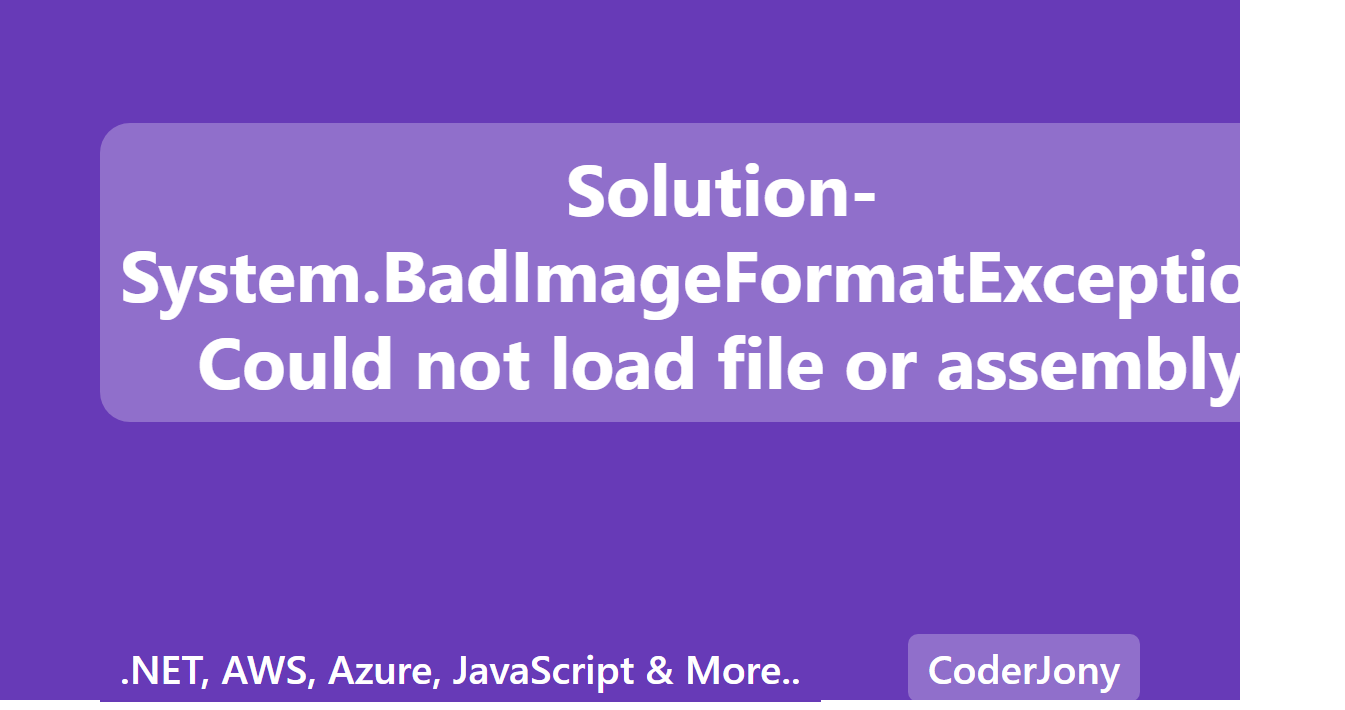 Solution-
System.BadImageFormatExceptio
Could not load file or assembly
.NET, AWS, Azure, JavaScript & More..
CoderJony